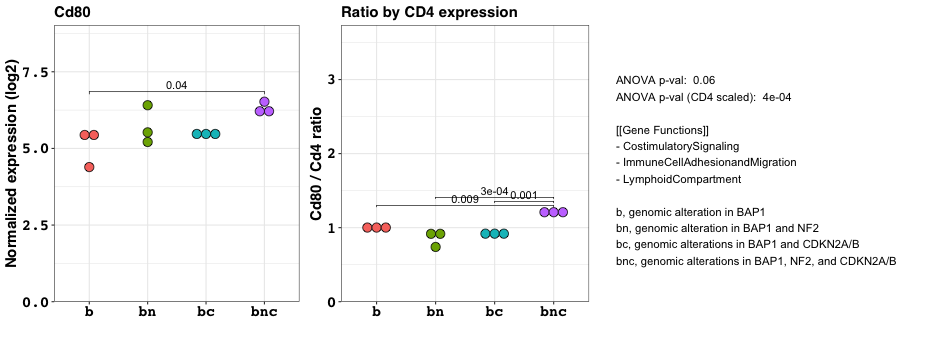 Cd80
Normalized expression (log2)
7.5
5.0
2.5
0.0
0.04
b bn bc bnc
Ratio by CD4 expression
Cd80 / Cd4 ratio
3
2
1
0
3e-04
0.009
0.001
b bn bc bnc
ANOVA p-val: 0.06
ANOVA p-val (CD4 scaled): 4e-04
[[Gene Functions]]
- CostimulatorySignaling
- ImmuneCellAdhesionandMigration
- LymphoidCompartment
b, genomic alteration in BAP1
bn, genomic alteration in BAP1 and NF2
bc, genomic alterations in BAP1 and CDKN2A/B
bnc, genomic alterations in BAP1, NF2, and CDKN2A/B